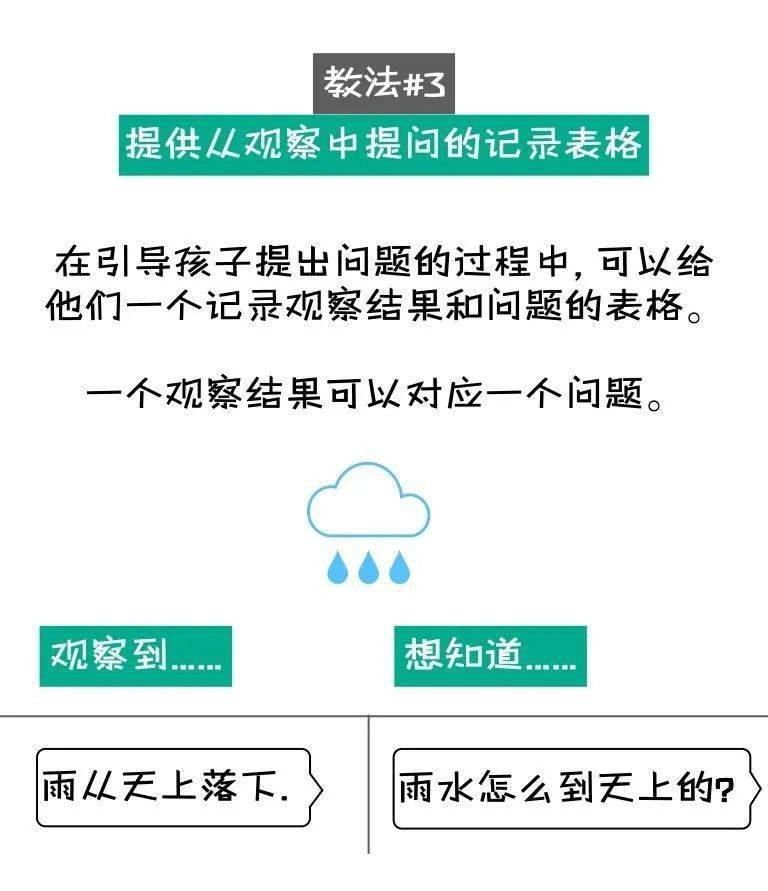 教法#3
提供从观察中提问的记录表格
在引导孩子提出问题的过程中,可以给
他们一个记录观察结果和问题的表格。
一个观察结果可以对应一个问题。
观察到......
想知道......
雨从天上落下.
雨水怎么到天上的?